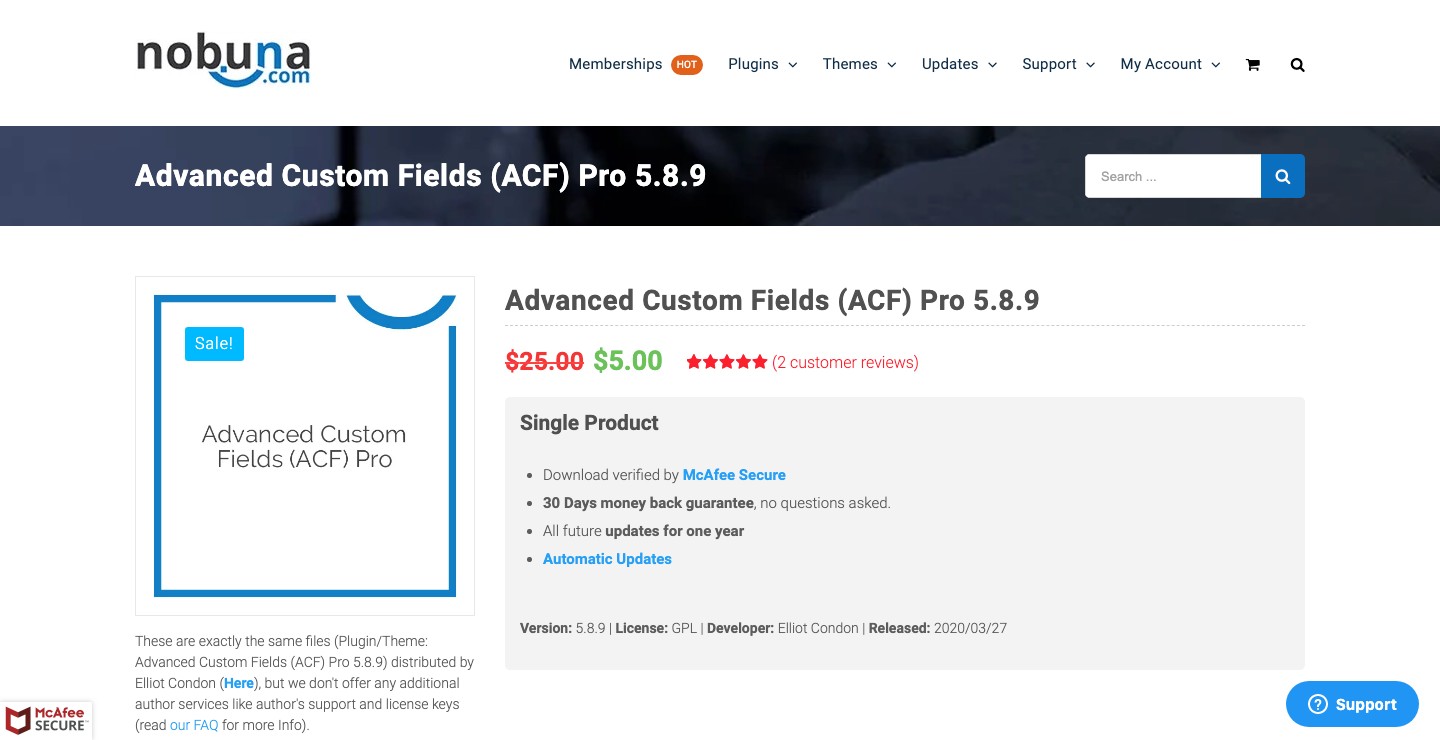 nobuna
.com
Memberships HOT Plugins Themes Updates Support My Account
Advanced Custom Fields (ACF) Pro 5.8.9
Search ...
Sale!
Advanced Custom
Fields (ACF) Pro
Advanced Custom Fields (ACF) Pro 5.8.9
$25.00 $5.00 (2 customer reviews)
Single Product
Download verified by McAfee Secure
30 Days money back guarantee, no questions asked.
All future updates for one year
Automatic Updates
Version: 5.8.9 | License: GPL | Developer: Elliot Condon | Released: 2020/03/27
These are exactly the same files (Plugin/Theme:
Advanced Custom Fields (ACF) Pro 5.8.9) distributed by
Elliot Condon (Here), but we don't offer any additional
author services like author's support and license keys
(read our FAQ for more Info).
McAfee
SECURE™
Support